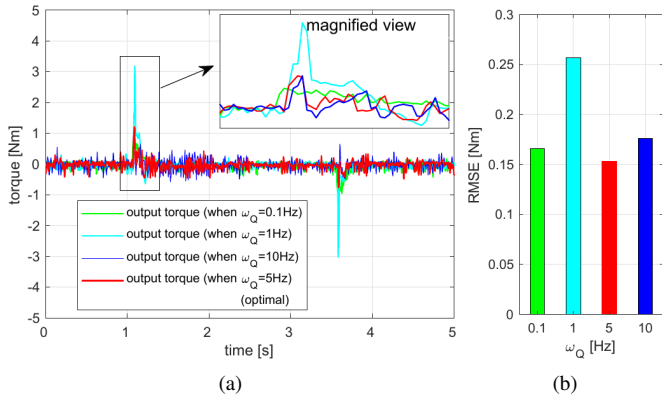 magnified view
5
4
3
2
1
0
-1
-2
-3
-4
-5
torque [Nm]
output torque (when ωQ=0.1Hz)
output torque (when ωQ=1Hz)
output torque (when ωQ=10Hz)
output torque (when ωQ=5Hz)
(optimal)
0 1 2 3 4 5
time [s]
(a)
0.3
0.25
0.2
0.15
0.1
0.05
0
RMSE [Nm]
0.1 1 5 10
ωQ [Hz]
(b)